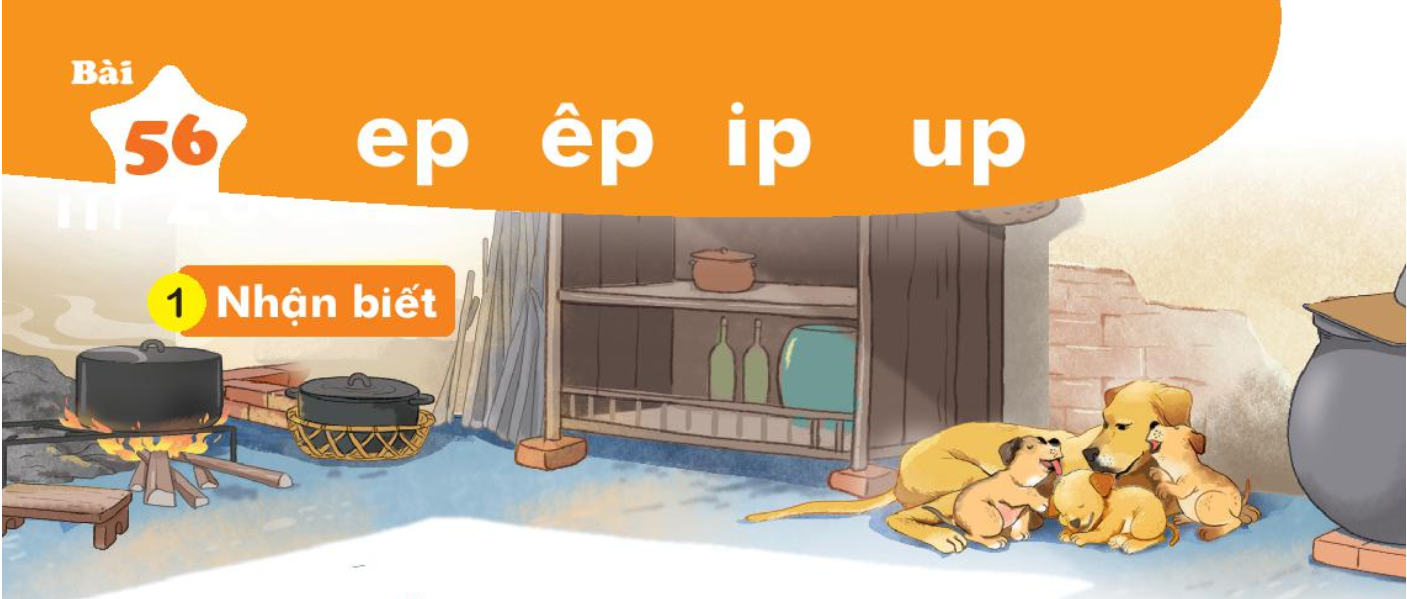 Bài
56
ep êp ip up
1 Nhận biết